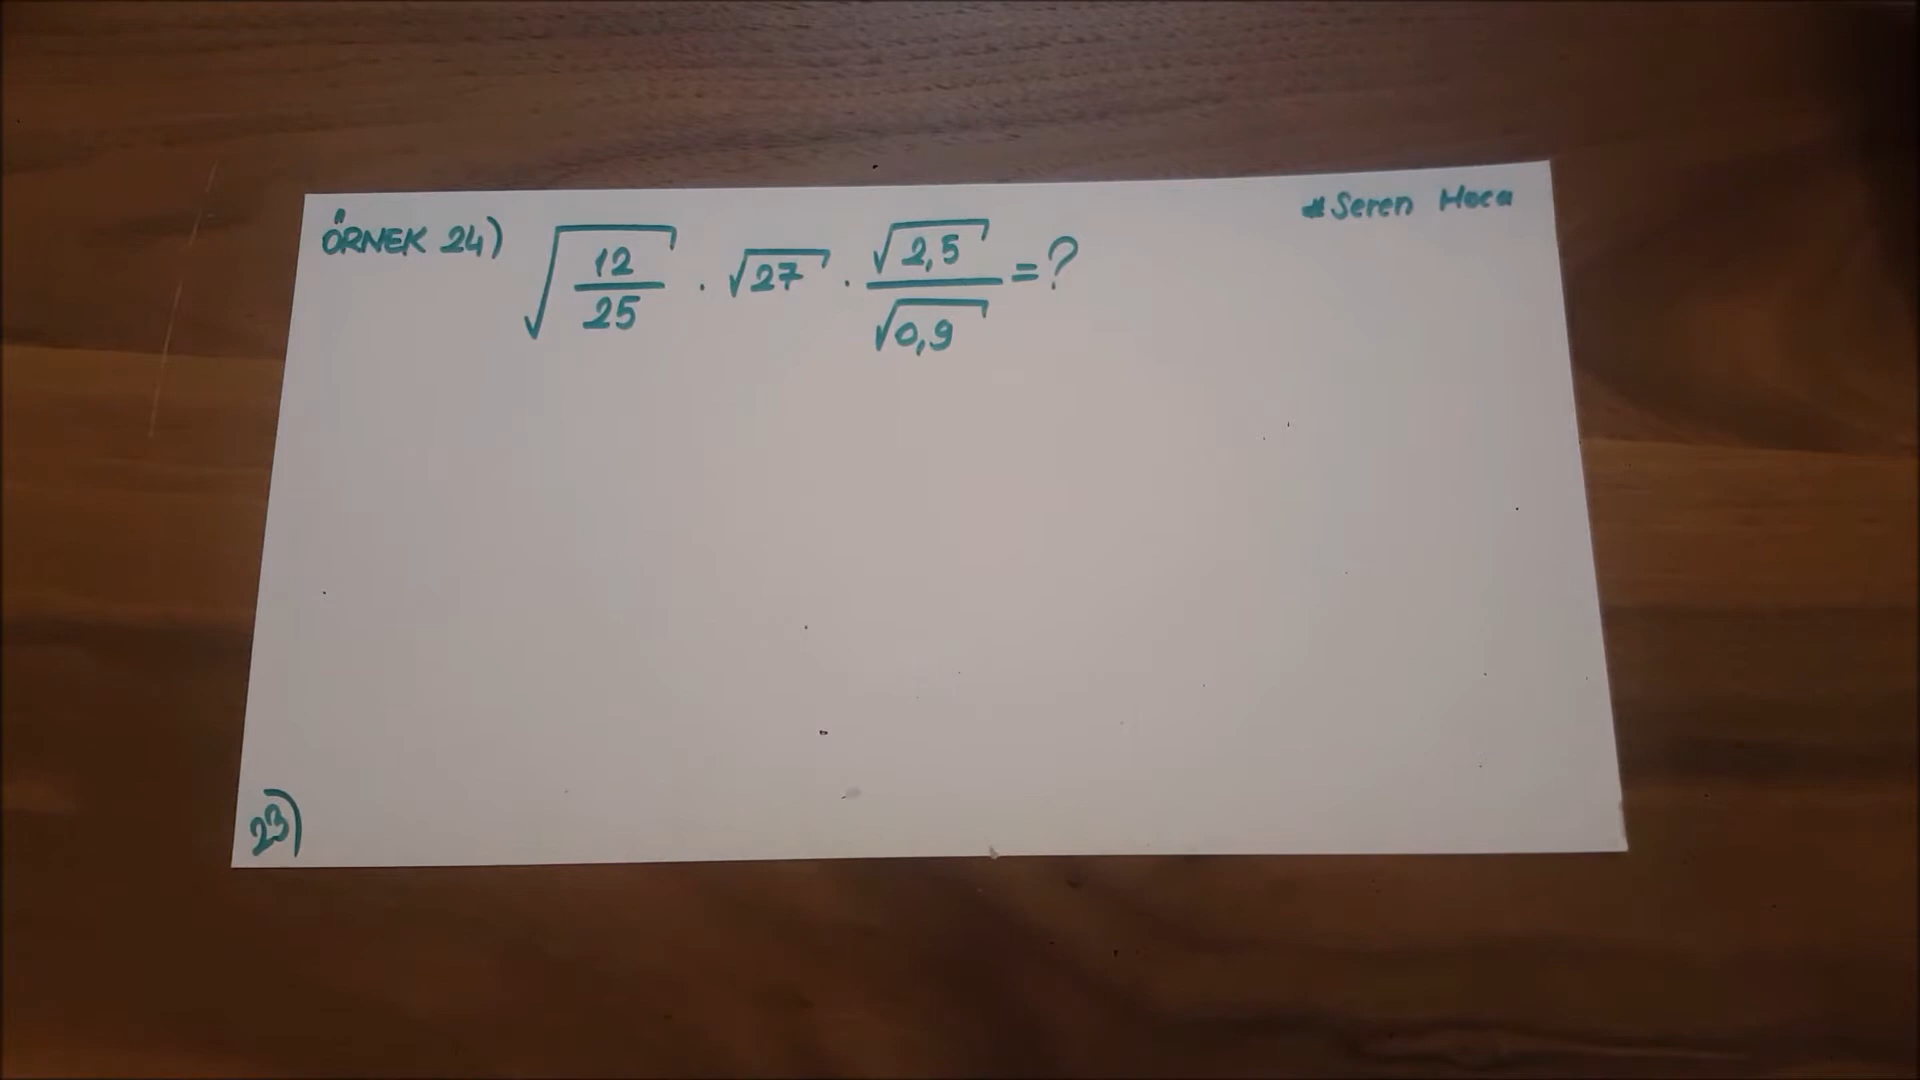 #Seren Hoca
ÖRNEK 24) √(12/25) . √27 . √2,5/√0,9 = ?
23)